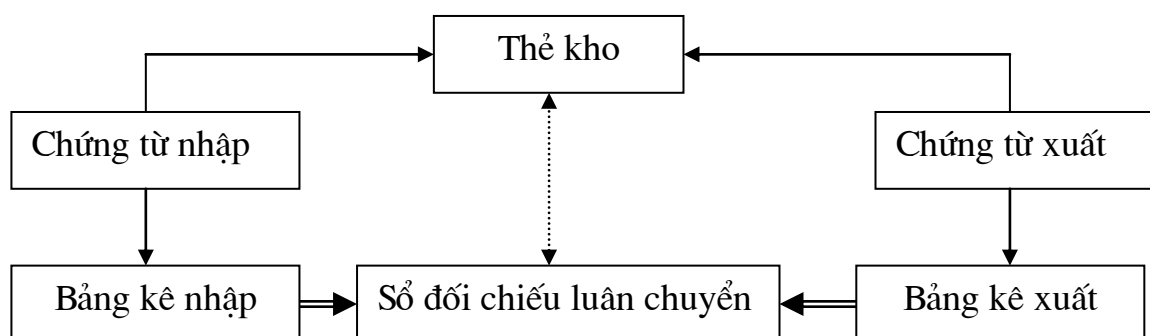 Thẻ kho
Chứng từ nhập
Chứng từ xuất
Bảng kê nhập
Sổ đối chiếu luân chuyển
Bảng kê xuất